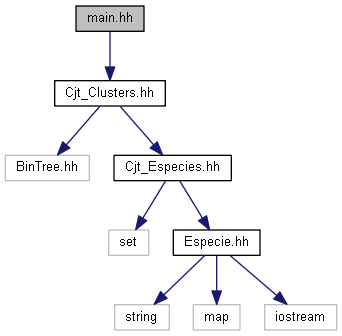 main.hh
Cjt_Clusters.hh
BinTree.hh
Cjt_Especies.hh
set
Especie.hh
string
map
iostream